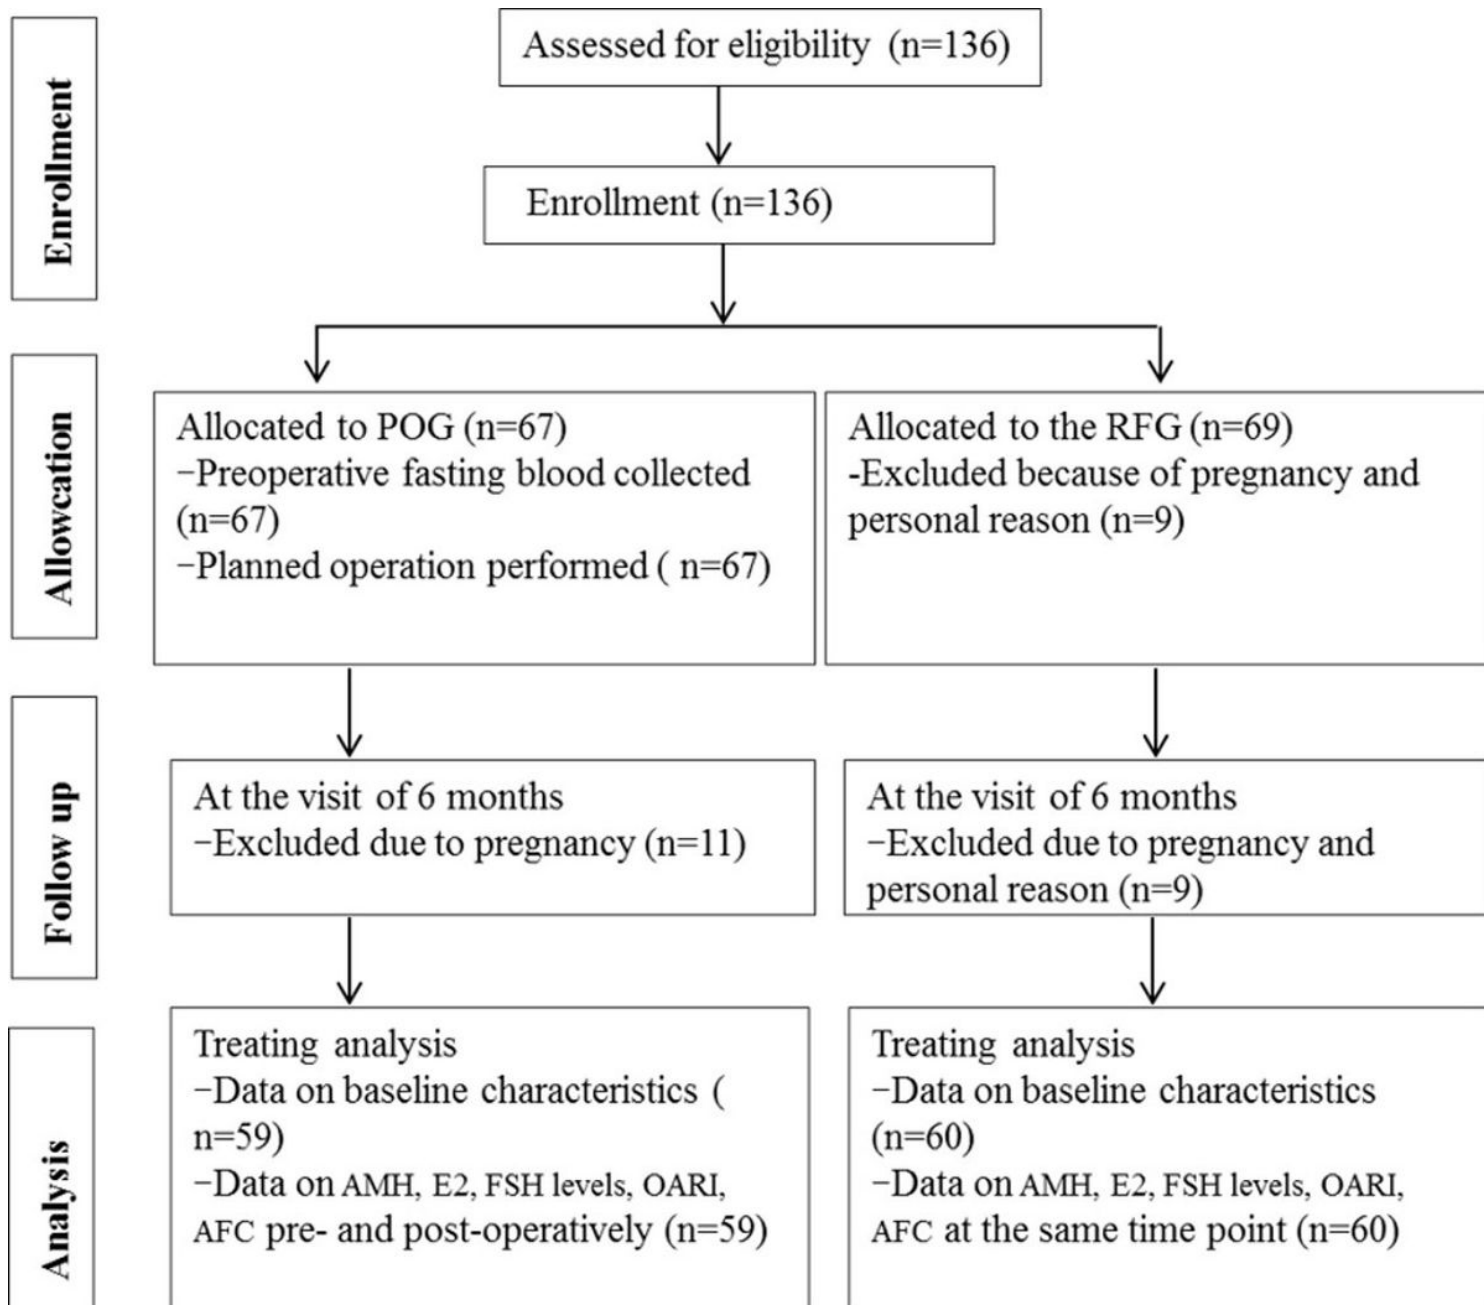 Enrollment
Assessed for eligibility (n=136)
Enrollment (n=136)
Allowcation
Allocated to POG (n=67)
−Preoperative fasting blood collected
(n=67)
−Planned operation performed ( n=67)
Allocated to the RFG (n=69)
-Excluded because of pregnancy and
personal reason (n=9)
Follow up
At the visit of 6 months
−Excluded due to pregnancy (n=11)
At the visit of 6 months
−Excluded due to pregnancy and
personal reason (n=9)
Analysis
Treating analysis
−Data on baseline characteristics (
n=59)
−Data on AMH, E2, FSH levels, OARI,
AFC pre- and post-operatively (n=59)
Treating analysis
−Data on baseline characteristics
(n=60)
−Data on AMH, E2, FSH levels, OARI,
AFC at the same time point (n=60)